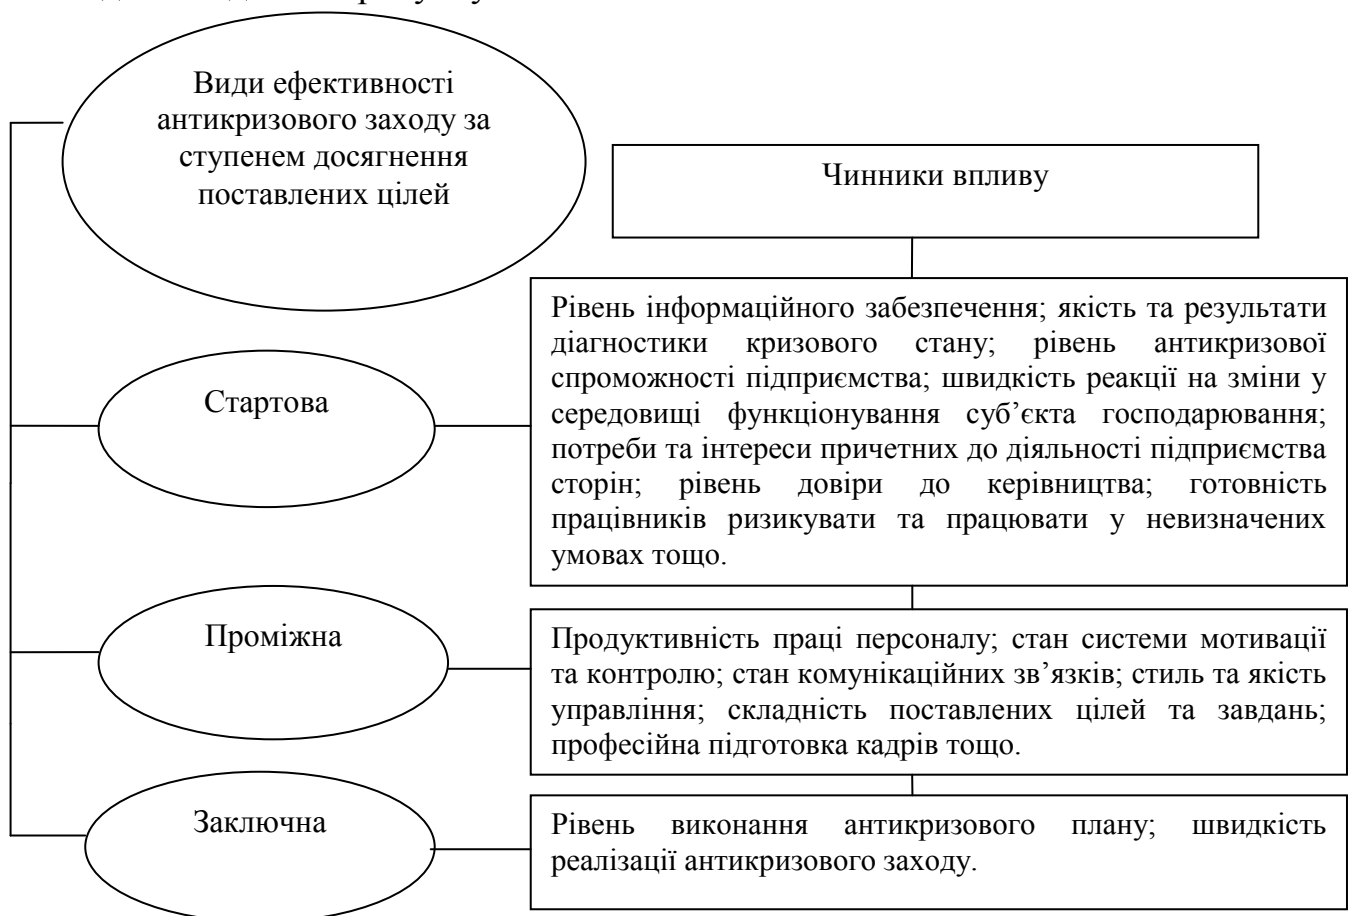 Види ефективності
антикризового заходу за
ступенем досягнення
поставлених цілей
Чинники впливу
Стартова
Рівень інформаційного забезпечення; якість та результати
діагностики кризового стану; рівень антикризової
спроможності підприємства; швидкість реакції на зміни у
середовищі функціонування суб’єкта господарювання;
потреби та інтереси причетних до діяльності підприємства
сторін; рівень довіри до керівництва; готовність
працівників ризикувати та працювати у невизначених
умовах тощо.
Проміжна
Продуктивність праці персоналу; стан системи мотивації
та контролю; стан комунікаційних зв’язків; стиль та якість
управління; складність поставлених цілей та завдань;
професійна підготовка кадрів тощо.
Заключна
Рівень виконання антикризового плану; швидкість
реалізації антикризового заходу.